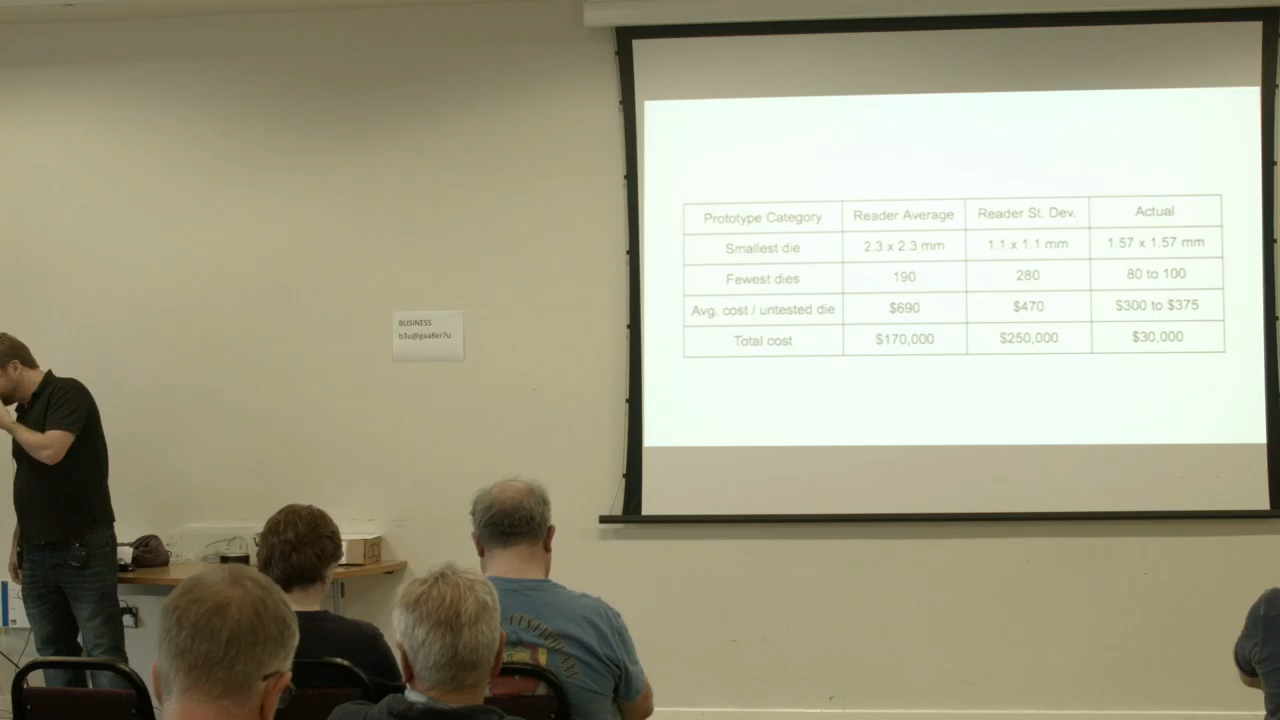 BUSINESS
b3u@gaa8er7u
Prototype Category Reader Average Reader St. Dev. Actual
Smallest die 2.3 x 2.3 mm 1.1 x 1.1 mm 1.57 x 1.57 mm
Fewest dies 190 280 80 to 100
Avg. cost / untested die $690 $470 $300 to $375
Total cost $170,000 $250,000 $30,000